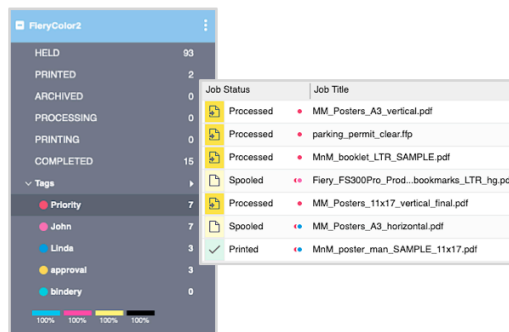 FieryColor2
HELD 93
PRINTED 2
ARCHIVED 0
PROCESSING 0
PRINTING 0
COMPLETED 15
Tags
Priority 7
John 7
Linda 3
approval 3
bindery 0
100% 100% 100% 100%
Job Status Job Title
Processed MM_Posters_A3_vertical.pdf
Processed parking_permit_clear.ffp
Processed MnM_booklet_LTR_SAMPLE.pdf
Spooled Fiery_FS300Pro_Prod...bookmarks_LTR_hg.pd
Processed MM_Posters_11x17_vertical_final.pdf
Spooled MM_Posters_A3_horizontal.pdf
Printed MnM_poster_man_SAMPLE_11x17.pdf